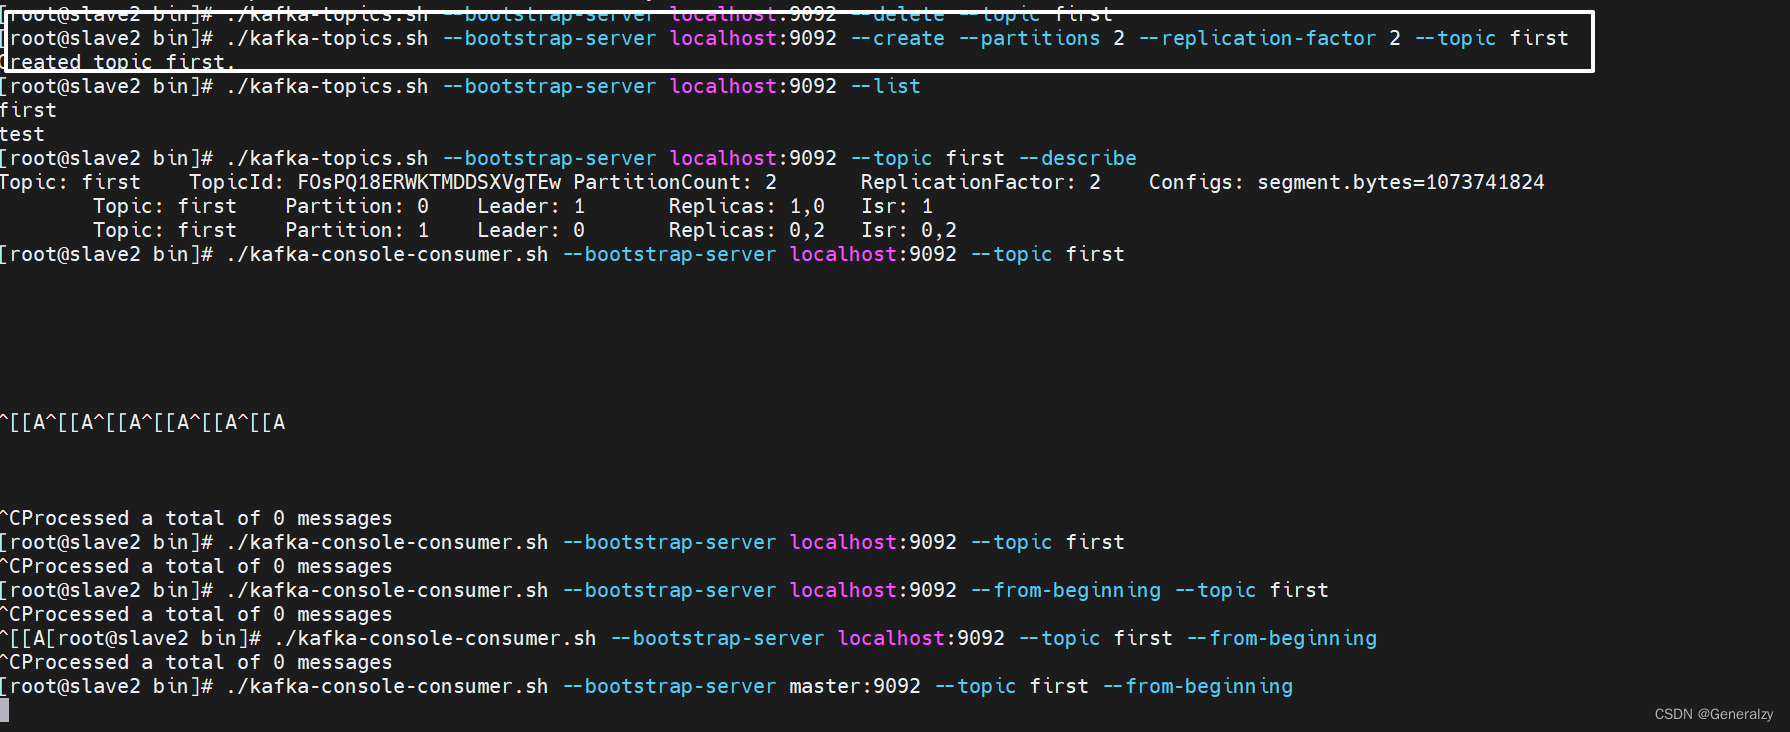 [root@slave2 bin]# ./kafka-topics.sh --bootstrap-server localhost:9092 --delete --topic first
[root@slave2 bin]# ./kafka-topics.sh --bootstrap-server localhost:9092 --create --partitions 2 --replication-factor 2 --topic first
Created topic first.
[root@slave2 bin]# ./kafka-topics.sh --bootstrap-server localhost:9092 --list
first
test
[root@slave2 bin]# ./kafka-topics.sh --bootstrap-server localhost:9092 --topic first --describe
Topic: first    TopicId: FOsPQ18ERWKTMDDSXVgTEw PartitionCount: 2       ReplicationFactor: 2    Configs: segment.bytes=1073741824
        Topic: first    Partition: 0    Leader: 1       Replicas: 1,0   Isr: 1
        Topic: first    Partition: 1    Leader: 0       Replicas: 0,2   Isr: 0,2
[root@slave2 bin]# ./kafka-console-consumer.sh --bootstrap-server localhost:9092 --topic first
^[[A^[[A^[[A^[[A^[[A^[[A
^CProcessed a total of 0 messages
[root@slave2 bin]# ./kafka-console-consumer.sh --bootstrap-server localhost:9092 --topic first
^CProcessed a total of 0 messages
[root@slave2 bin]# ./kafka-console-consumer.sh --bootstrap-server localhost:9092 --from-beginning --topic first
^CProcessed a total of 0 messages
^[[A[root@slave2 bin]# ./kafka-console-consumer.sh --bootstrap-server localhost:9092 --topic first --from-beginning
^CProcessed a total of 0 messages
[root@slave2 bin]# ./kafka-console-consumer.sh --bootstrap-server master:9092 --topic first --from-beginning
CSDN @Generalzy